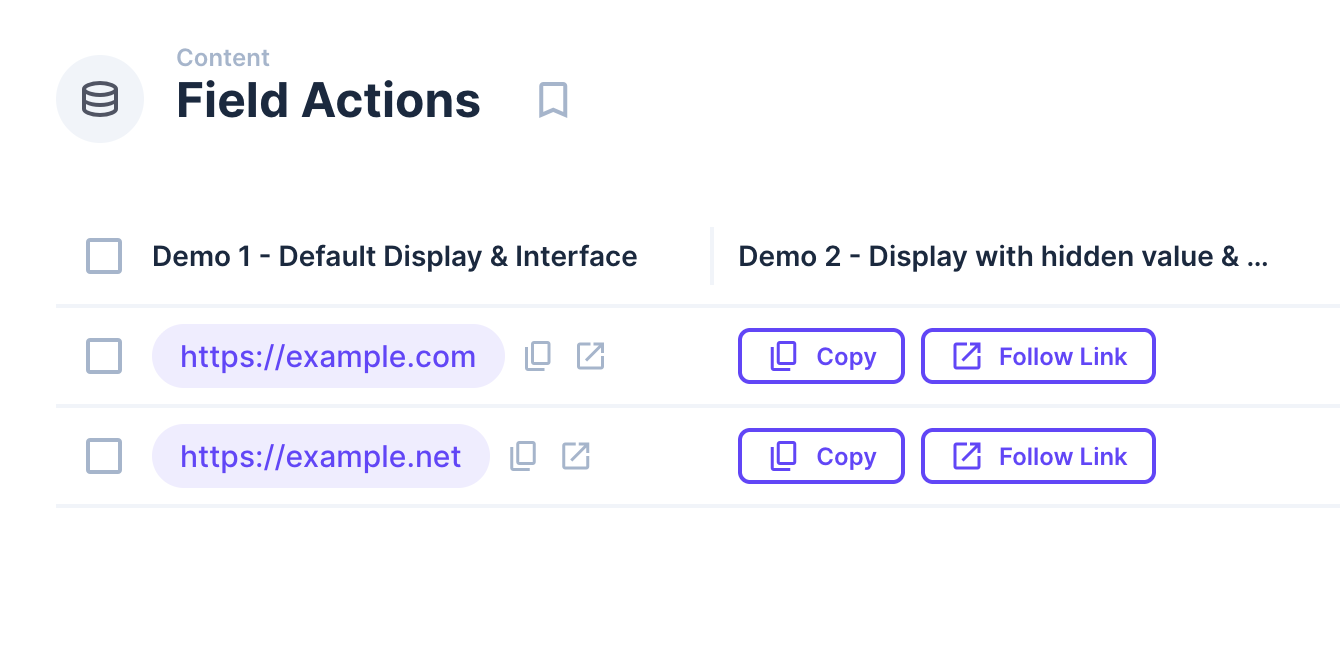 Content
Field Actions
Demo 1 - Default Display & Interface
Demo 2 - Display with hidden value & ...
https://example.com
Copy
Follow Link
https://example.net
Copy
Follow Link